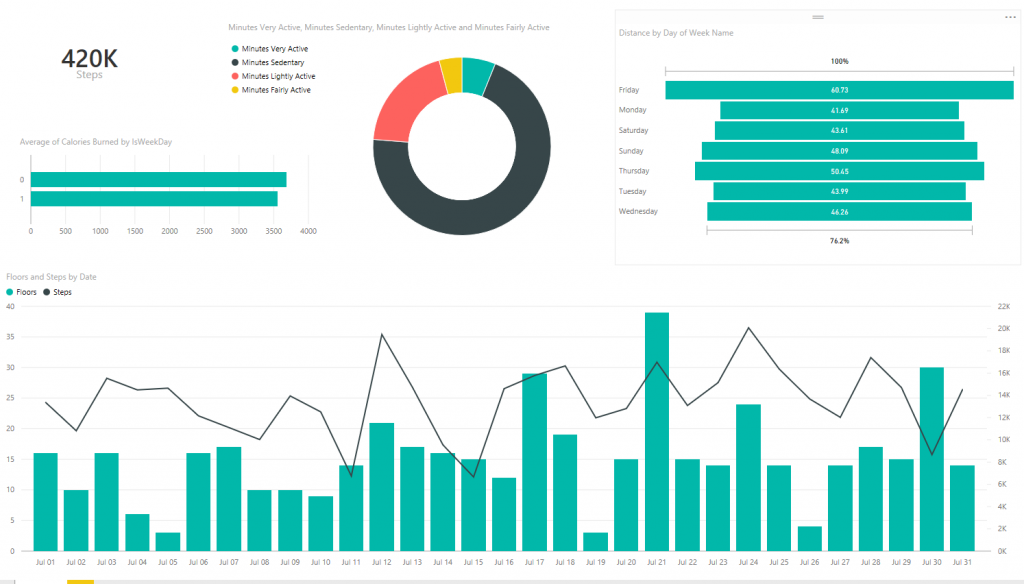 420K
Steps
Minutes Very Active, Minutes Sedentary, Minutes Lightly Active and Minutes Fairly Active
Minutes Very Active
Minutes Sedentary
Minutes Lightly Active
Minutes Fairly Active
Average of Calories Burned by IsWeekDay
0
1
0 500 1000 1500 2000 2500 3000 3500 4000
Distance by Day of Week Name
100%
Friday 60.73
Monday 41.69
Saturday 43.61
Sunday 48.09
Thursday 50.45
Tuesday 43.99
Wednesday 46.26
76.2%
Floors and Steps by Date
Floors Steps
40
35
30
25
20
15
10
5
0
22K
20K
18K
16K
14K
12K
10K
8K
6K
4K
2K
0K
Jul 01 Jul 02 Jul 03 Jul 04 Jul 05 Jul 06 Jul 07 Jul 08 Jul 09 Jul 10 Jul 11 Jul 12 Jul 13 Jul 14 Jul 15 Jul 16 Jul 17 Jul 18 Jul 19 Jul 20 Jul 21 Jul 22 Jul 23 Jul 24 Jul 25 Jul 26 Jul 27 Jul 28 Jul 29 Jul 30 Jul 31